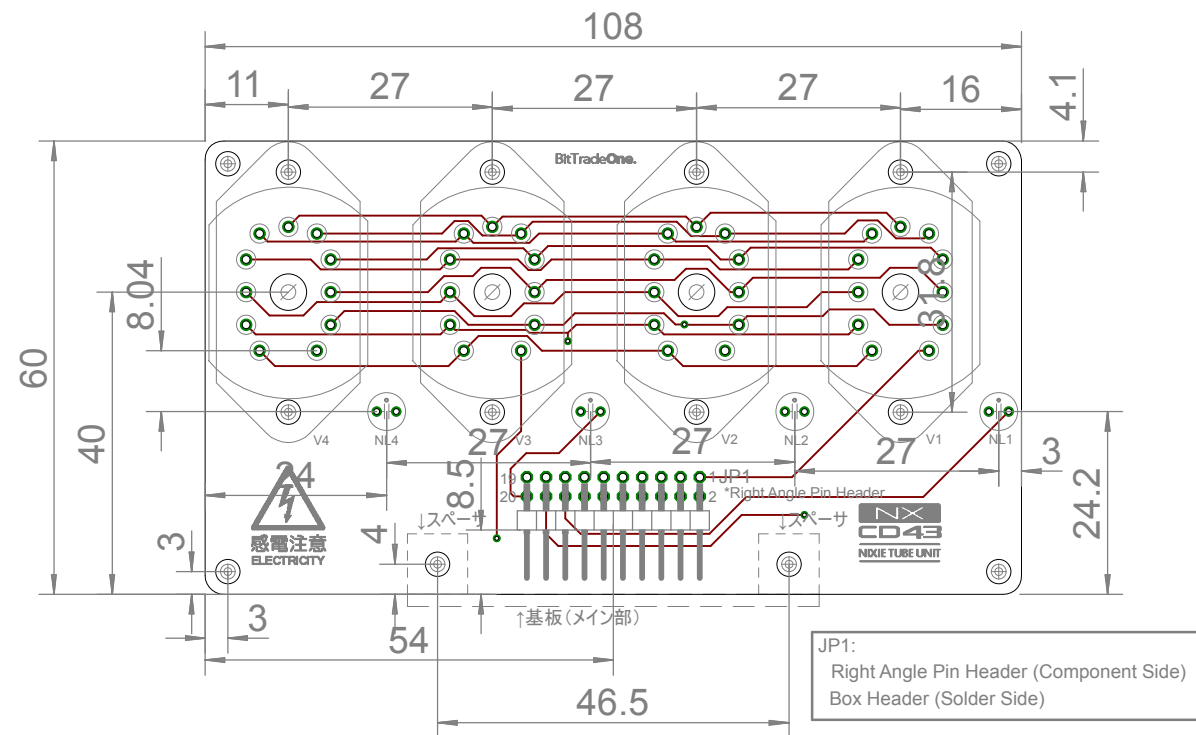 108
11
27
27
27
16
4.1
BitTradeOne.
8.04
31.8
60
40
V4
NL4
V3
NL3
V2
NL2
V1
NL1
27
27
27
3
24
8.5
24.2
19
1
JP1
20
2
*Right Angle Pin Header
↓スペーサ
↓スペーサ
NX
CD43
NIXIE TUBE UNIT
感電注意
ELECTRICITY
4
3
3
↑基板（メイン部）
54
46.5
JP1:
Right Angle Pin Header (Component Side)
Box Header (Solder Side)